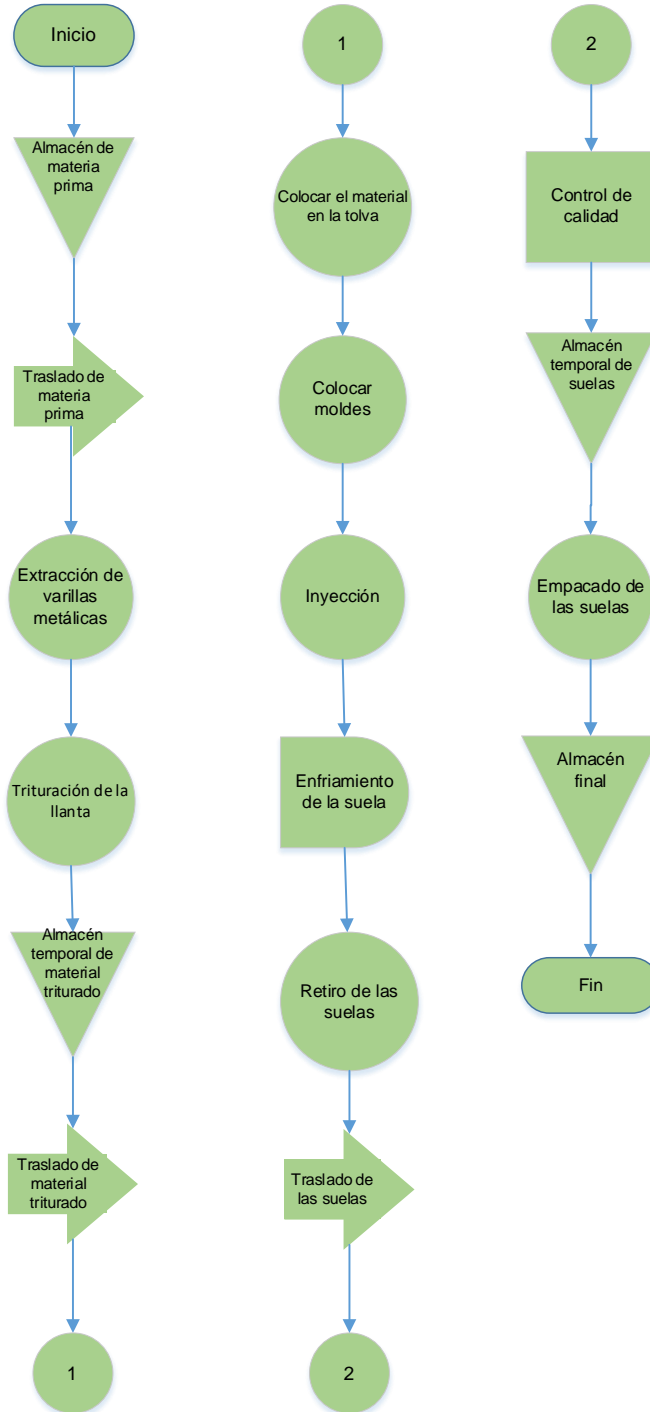 Inicio
Almacén de
materia
prima
Traslado de
materia
prima
Extracción de
varillas
metálicas
Trituración de la
llanta
Almacén
temporal de
material
triturado
Traslado de
material
triturado
1
1
Colocar el material
en la tolva
Colocar
moldes
Inyección
Enfriamiento
de la suela
Retiro de las
suelas
Traslado de
las suelas
2
2
Control de
calidad
Almacén
temporal de
suelas
Empacado de
las suelas
Almacén
final
Fin